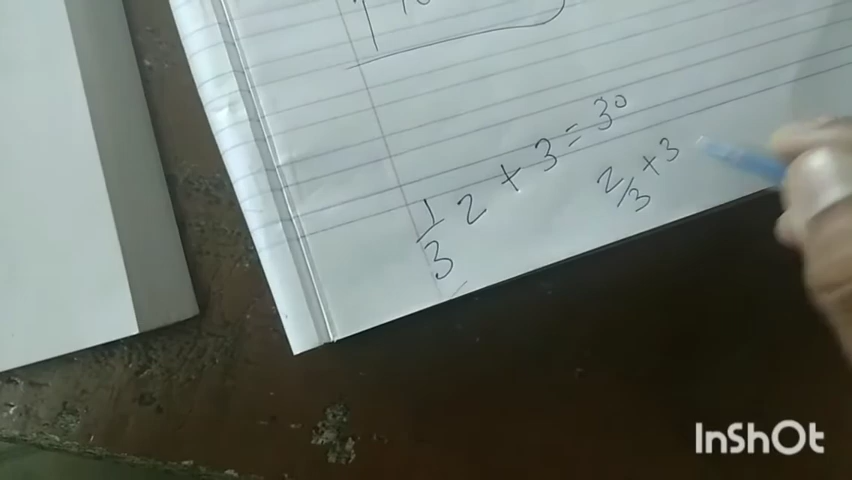 1/3 2 + 3 = 30
2/3 + 3
InShOt